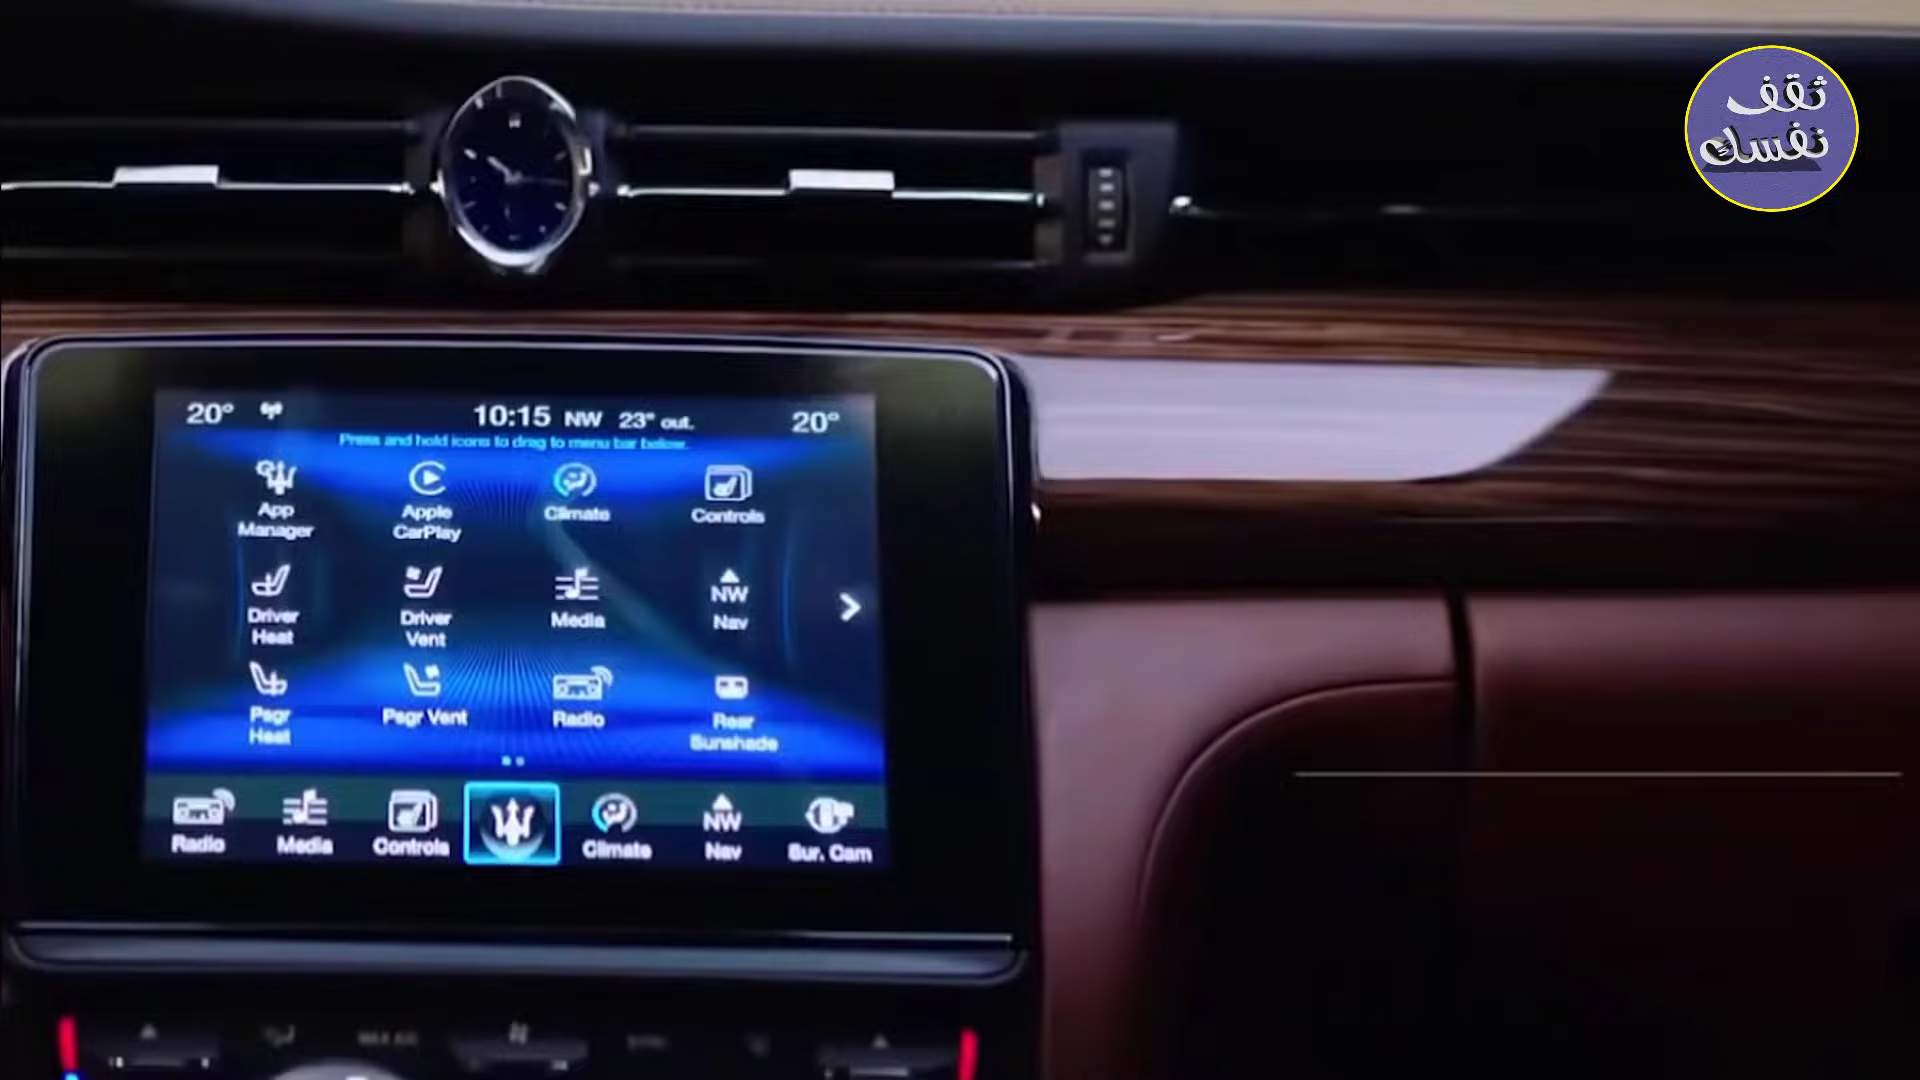 ثقف
نفسك
20° 10:15 NW 23° out. 20°
Press and hold icons to drag to menu bar below.
App
Manager
Apple
CarPlay
Climate
Controls
Driver
Heat
Driver
Vent
Media
NW
Nav
Psgr
Heat
Psgr Vent
Radio
Rear
Sunshade
Radio
Media
Controls
Climate
NW
Nav
Sur. Cam